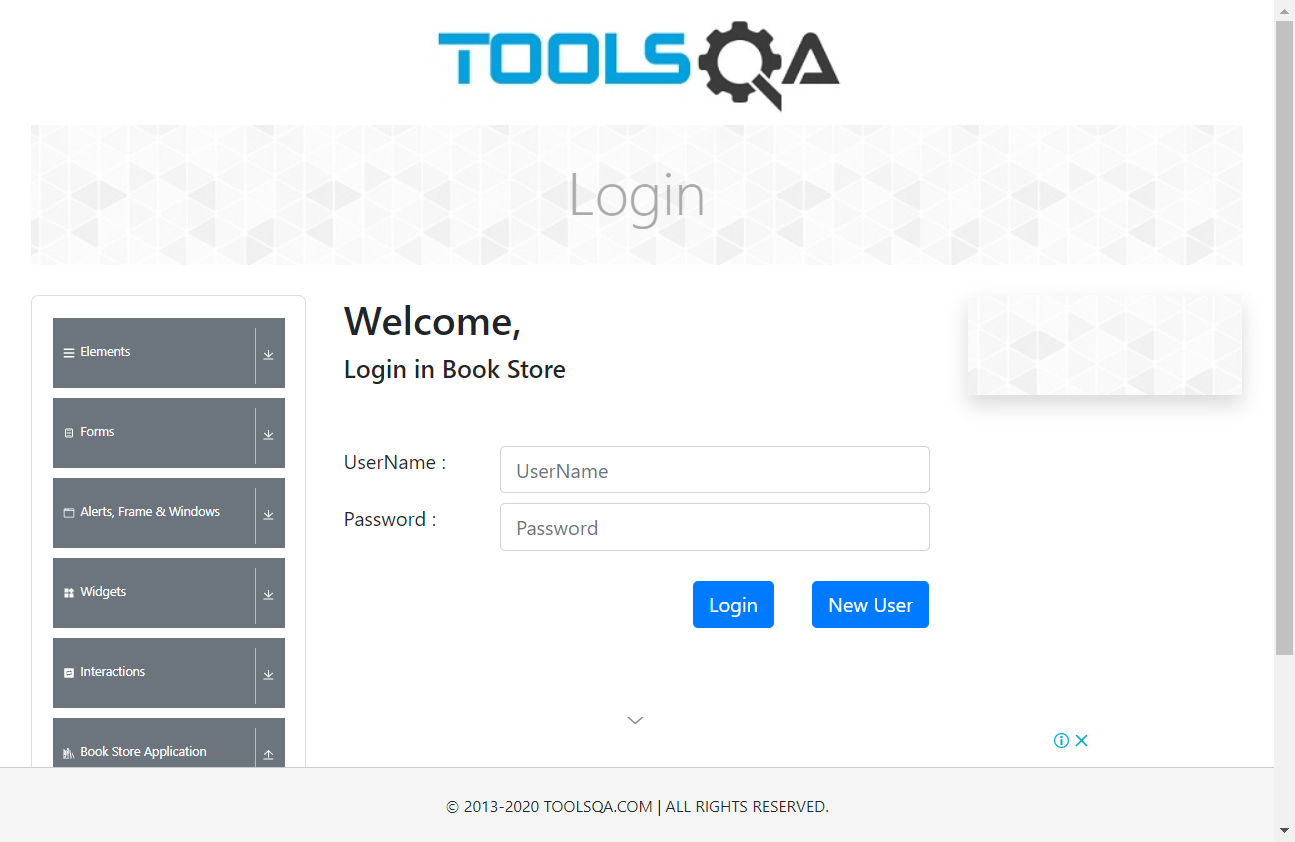 TOOLSQA
Login
Elements
Forms
Alerts, Frame & Windows
Widgets
Interactions
Book Store Application
Welcome,
Login in Book Store
UserName :
UserName
Password :
Password
Login
New User
© 2013-2020 TOOLSQA.COM | ALL RIGHTS RESERVED.